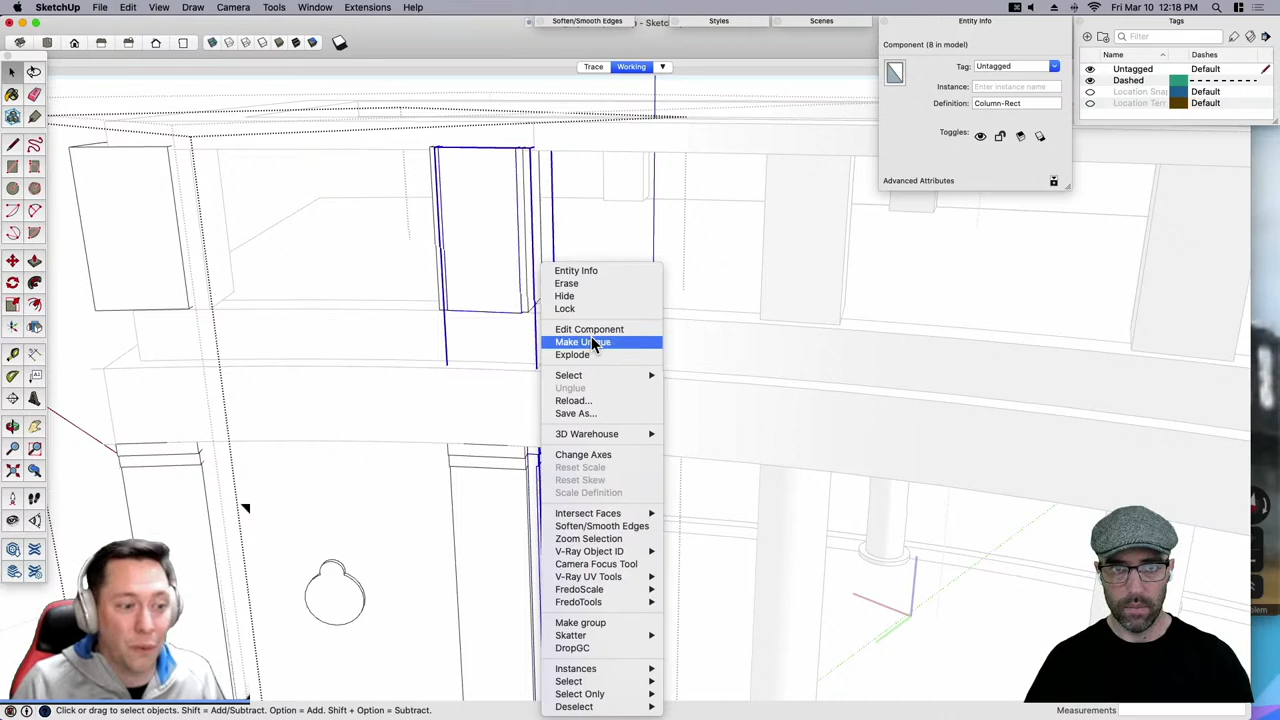 SketchUp File Edit View Camera Draw Tools Window Extensions Help
Fri Mar 10 12:18 PM
Soften/Smooth Edges
Styles
Scenes
Entity Info
Tags
Component (8 in model)
Tag: Untagged
Instance: Enter instance name
Definition: Column-Rect
Toggles:
Advanced Attributes
Filter
Name Dashes
Untagged Default
Dashed
Location Sna Default
Location Terr Default
Trace Working
Entity Info
Erase
Hide
Lock
Edit Component
Make Unique
Explode
Select
Unglue
Reload...
Save As...
3D Warehouse
Change Axes
Reset Scale
Reset Skew
Scale Definition
Intersect Faces
Soften/Smooth Edges
Zoom Selection
V-Ray Object ID
Camera Focus Tool
V-Ray UV Tools
FredoScale
FredoTools
Make group
Skatter
DropGC
Instances
Select
Select Only
Deselect
Click or drag to select objects. Shift = Add/Subtract. Option = Add. Shift + Option = Subtract.
Measurements